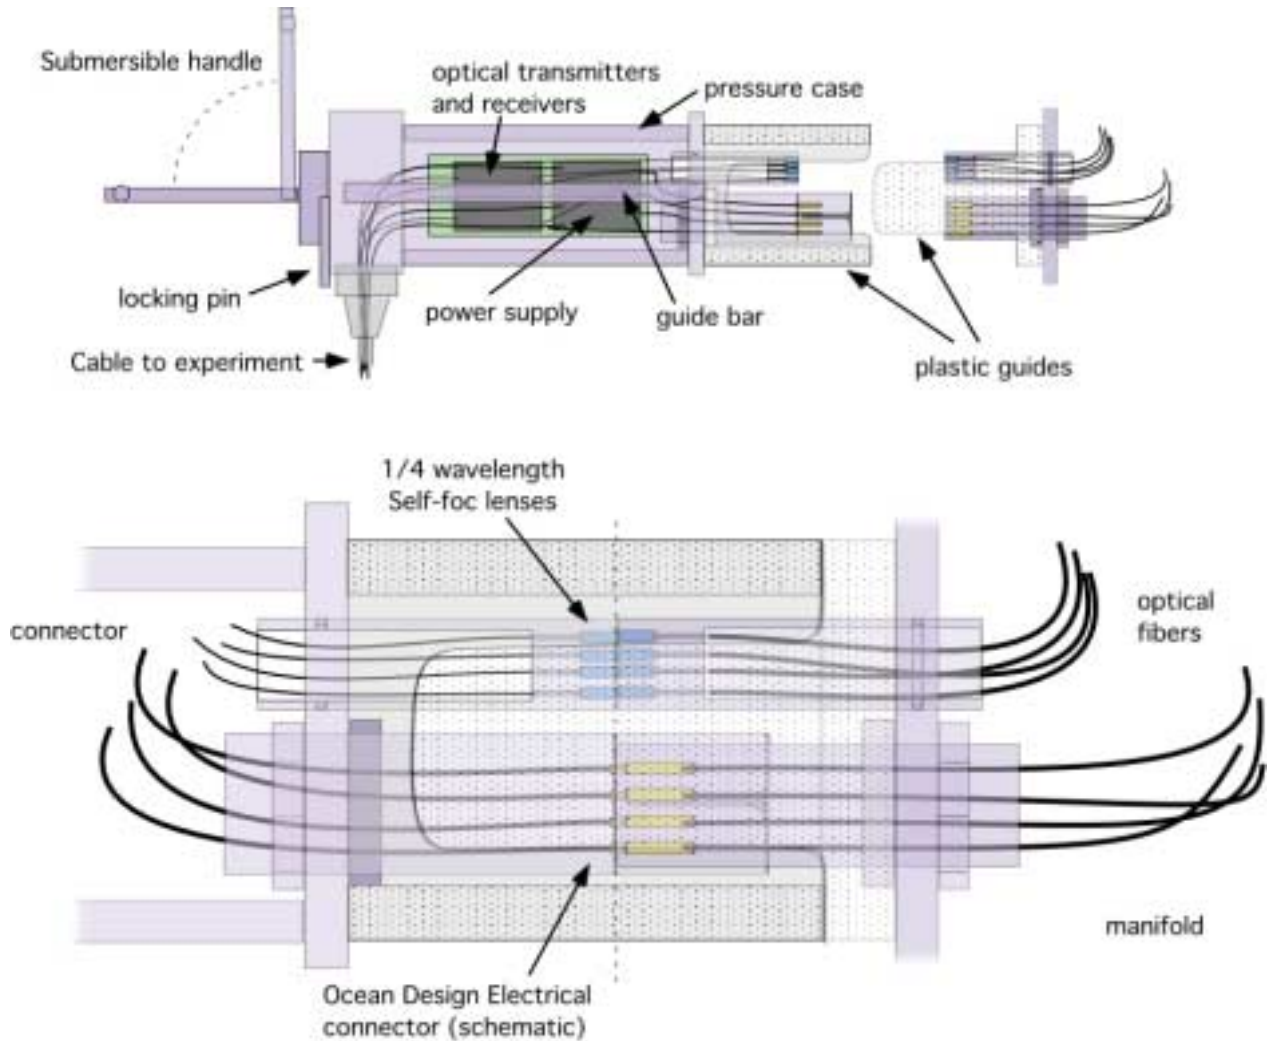 Submersible handle
optical transmitters
and receivers
pressure case
locking pin
power supply
guide bar
Cable to experiment
plastic guides
1/4 wavelength
Self-foc lenses
connector
optical
fibers
manifold
Ocean Design Electrical
connector (schematic)